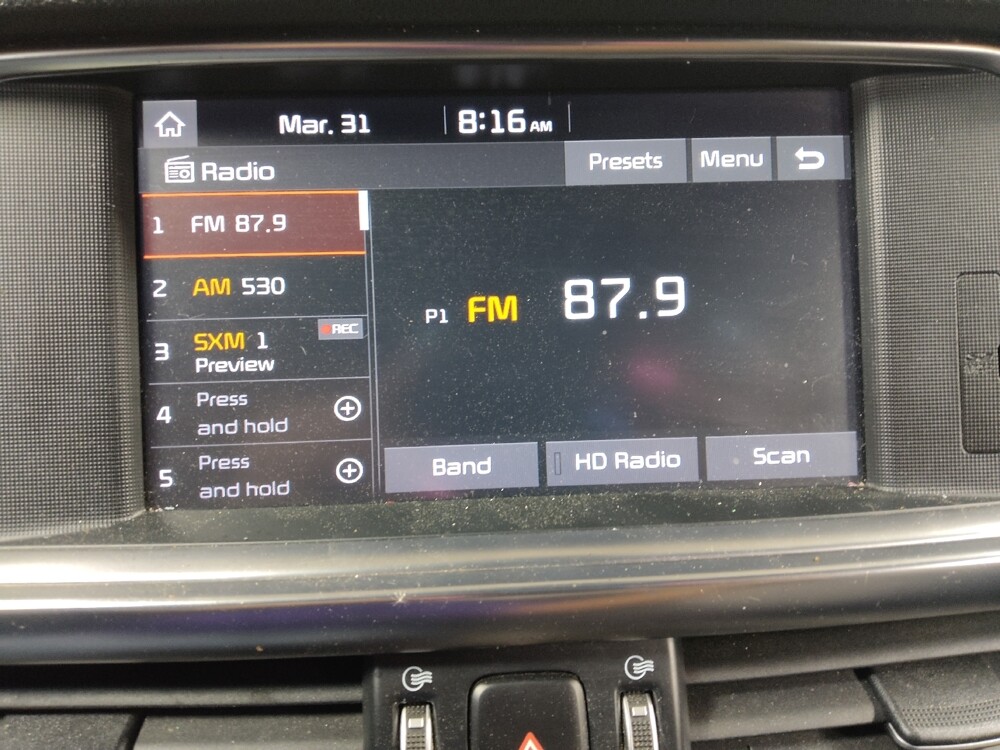 Mar. 31 8:16 AM
Radio Presets Menu
1 FM 87.9
2 AM 530
3 SXM 1 REC
Preview
4 Press
and hold
5 Press
and hold
P1 FM 87.9
Band HD Radio Scan